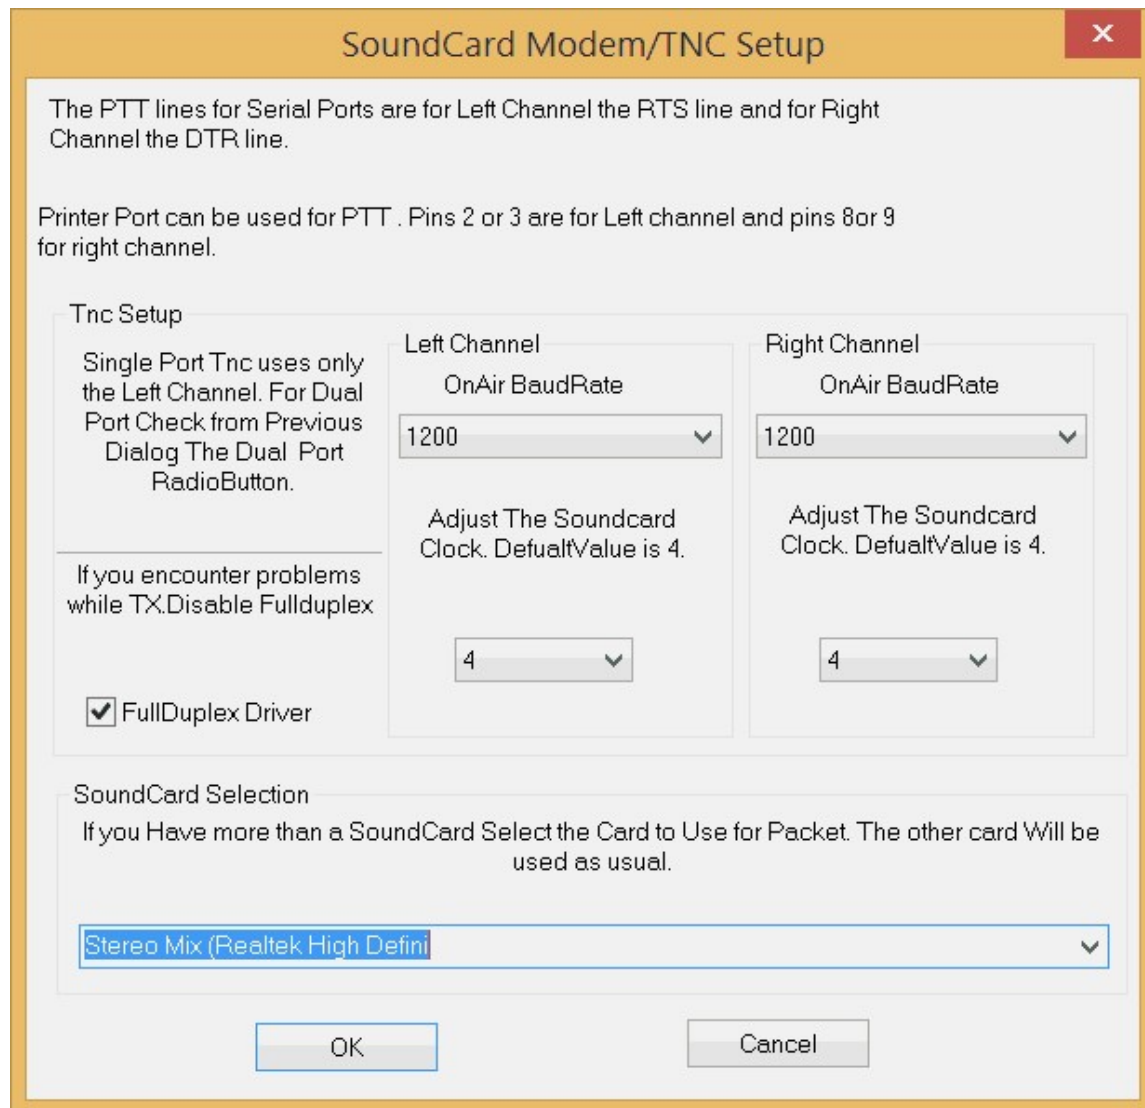 SoundCard Modem/TNC Setup
The PTT lines for Serial Ports are for Left Channel the RTS line and for Right
Channel the DTR line.
Printer Port can be used for PTT . Pins 2 or 3 are for Left channel and pins 8or 9
for right channel.
Tnc Setup
Single Port Tnc uses only
the Left Channel. For Dual
Port Check from Previous
Dialog The Dual Port
RadioButton.
If you encounter problems
while TX.Disable Fullduplex
FullDuplex Driver
Left Channel
OnAir BaudRate
1200
Adjust The Soundcard
Clock. DefualtValue is 4.
4
Right Channel
OnAir BaudRate
1200
Adjust The Soundcard
Clock. DefualtValue is 4.
4
SoundCard Selection
If you Have more than a SoundCard Select the Card to Use for Packet. The other card Will be
used as usual.
Stereo Mix (Realtek High Defini
OK
Cancel